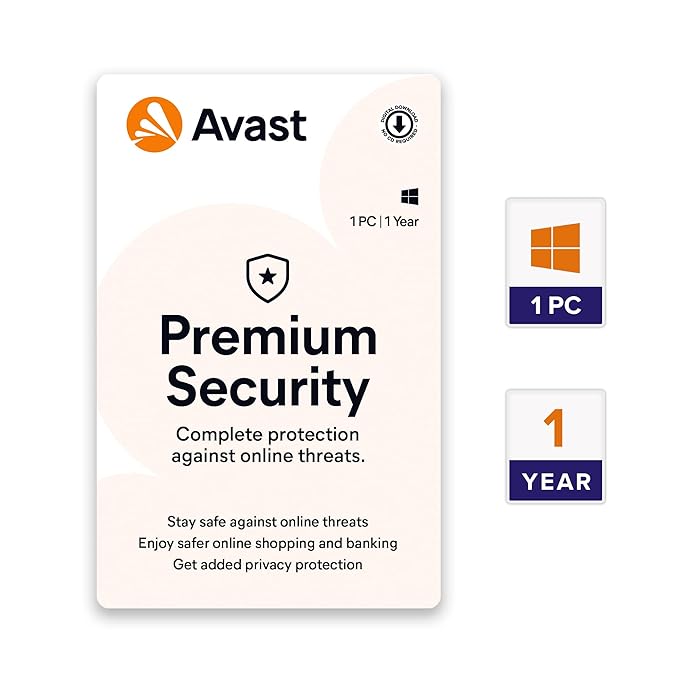 Avast
DIGITAL DOWNLOAD
NO CD REQUIRED
1 PC | 1 Year
Premium
Security
Complete protection
against online threats.
Stay safe against online threats
Enjoy safer online shopping and banking
Get added privacy protection
1 PC
1
YEAR